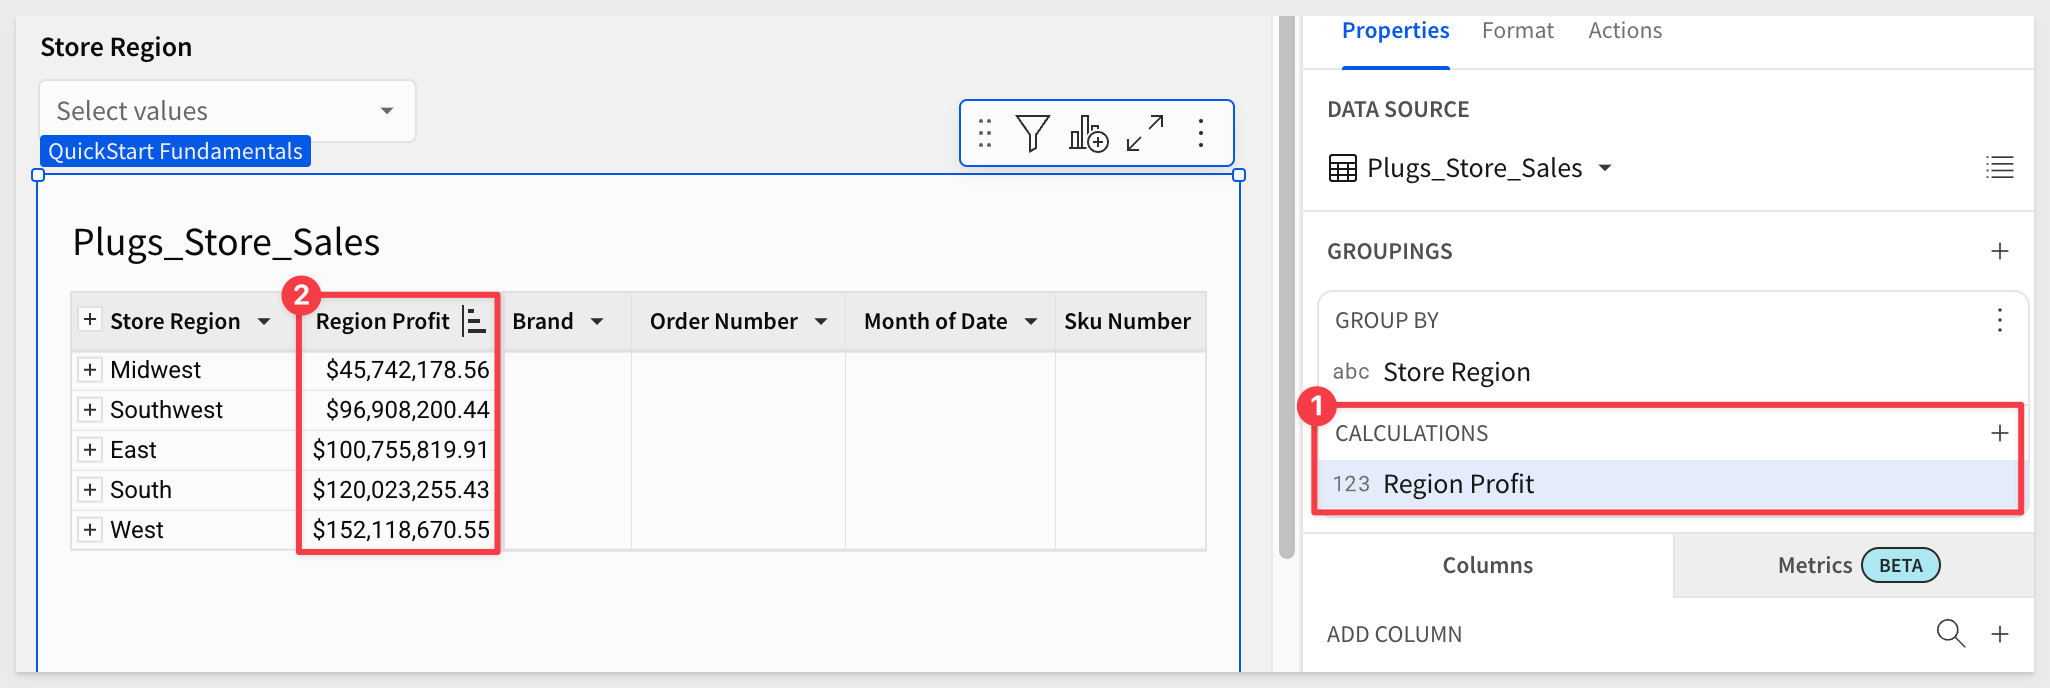 Store Region
Select values
QuickStart Fundamentals
Plugs_Store_Sales
2
Store Region Region Profit Brand Order Number Month of Date Sku Number
Midwest $45,742,178.56
Southwest $96,908,200.44
East $100,755,819.91
South $120,023,255.43
West $152,118,670.55
Properties Format Actions
DATA SOURCE
Plugs_Store_Sales
GROUPINGS
GROUP BY
abc Store Region
1
CALCULATIONS
123 Region Profit
Columns Metrics BETA
ADD COLUMN